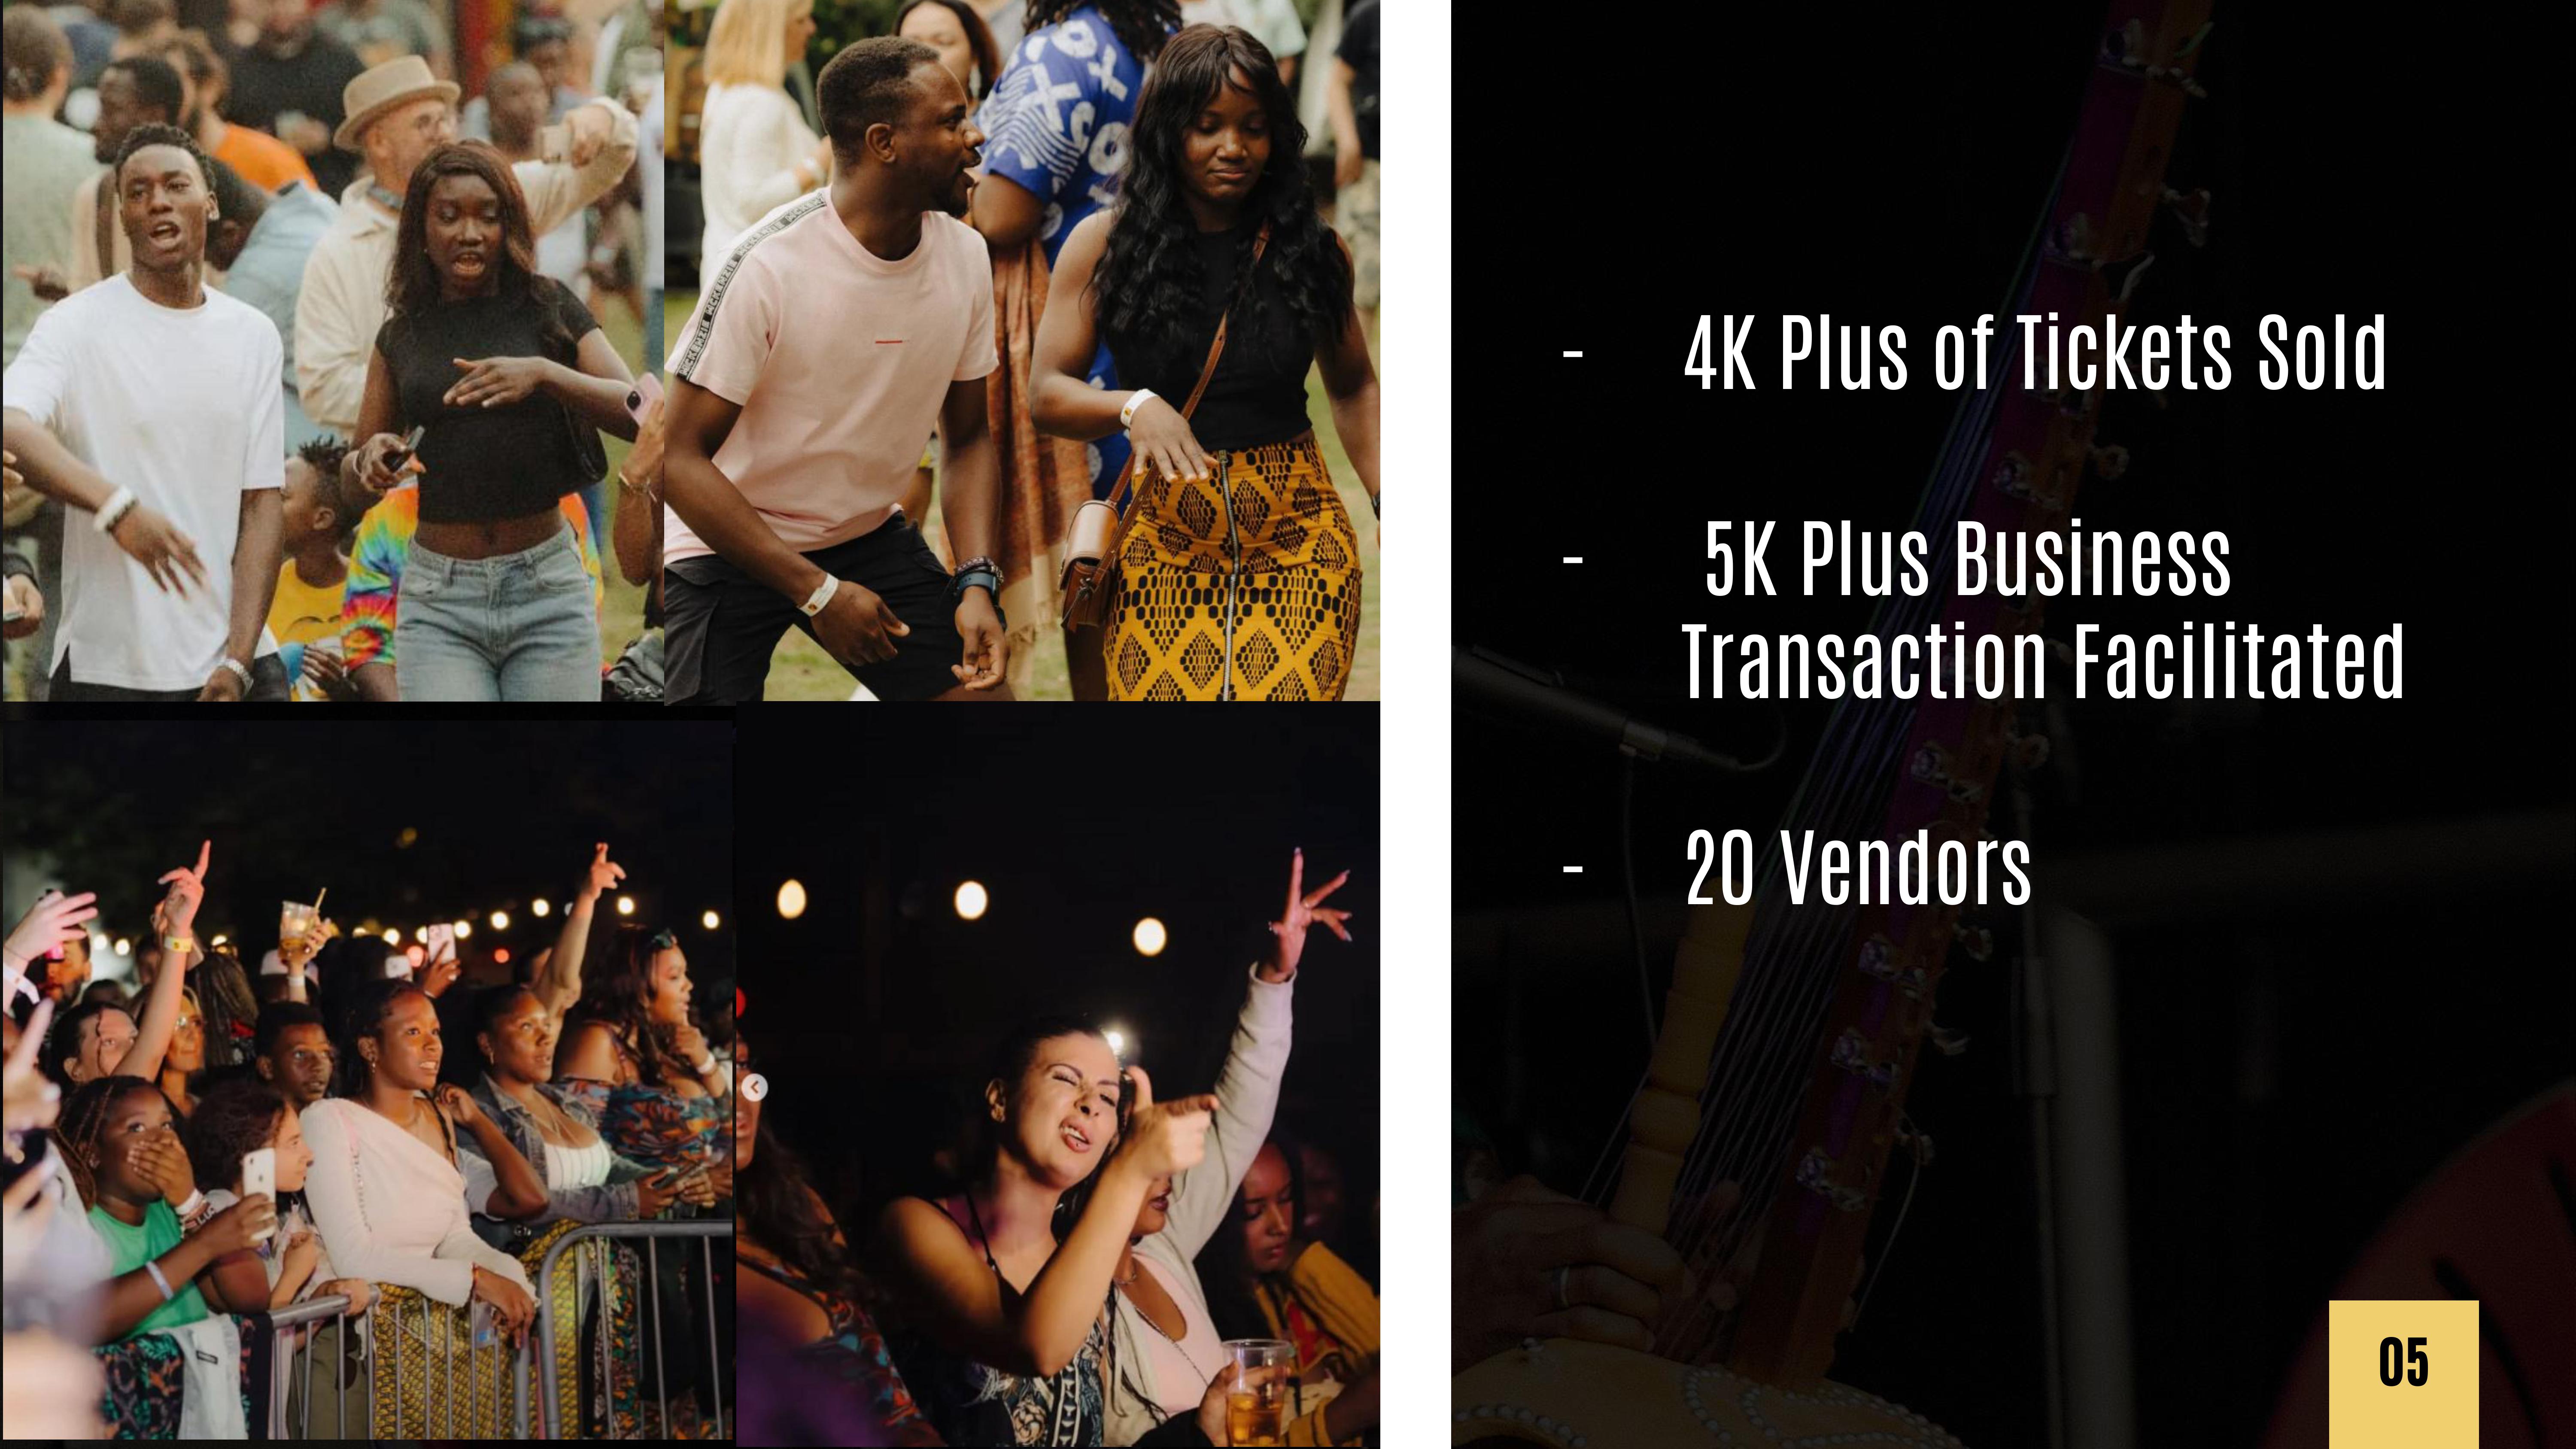 - 4K Plus of Tickets Sold
- 5K Plus Business
Transaction Facilitated
- 20 Vendors
05